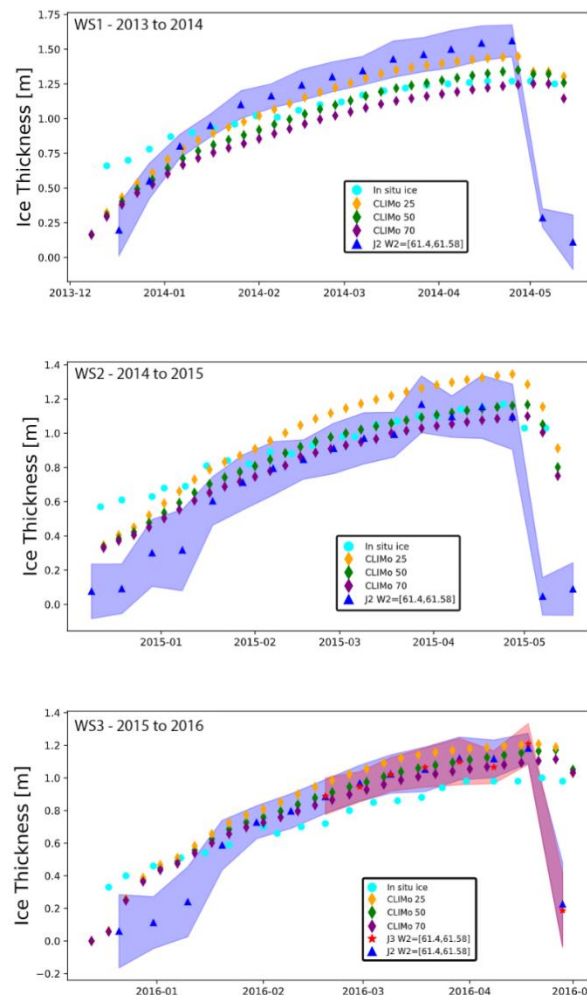 WS1 - 2013 to 2014
Ice Thickness [m]
1.75
1.50
1.25
1.00
0.75
0.50
0.25
0.00
In situ ice
CLIMo 25
CLIMo 50
CLIMo 70
J2 W2=[61.4,61.58]
2013-12 2014-01 2014-02 2014-03 2014-04 2014-05
WS2 - 2014 to 2015
Ice Thickness [m]
1.4
1.2
1.0
0.8
0.6
0.4
0.2
0.0
In situ ice
CLIMo 25
CLIMo 50
CLIMo 70
J2 W2=[61.4,61.58]
2015-01 2015-02 2015-03 2015-04 2015-05
WS3 - 2015 to 2016
Ice Thickness [m]
1.4
1.2
1.0
0.8
0.6
0.4
0.2
0.0
−0.2
In situ ice
CLIMo 25
CLIMo 50
CLIMo 70
J3 W2=[61.4,61.58]
J2 W2=[61.4,61.58]
2016-01 2016-02 2016-03 2016-04 2016-0